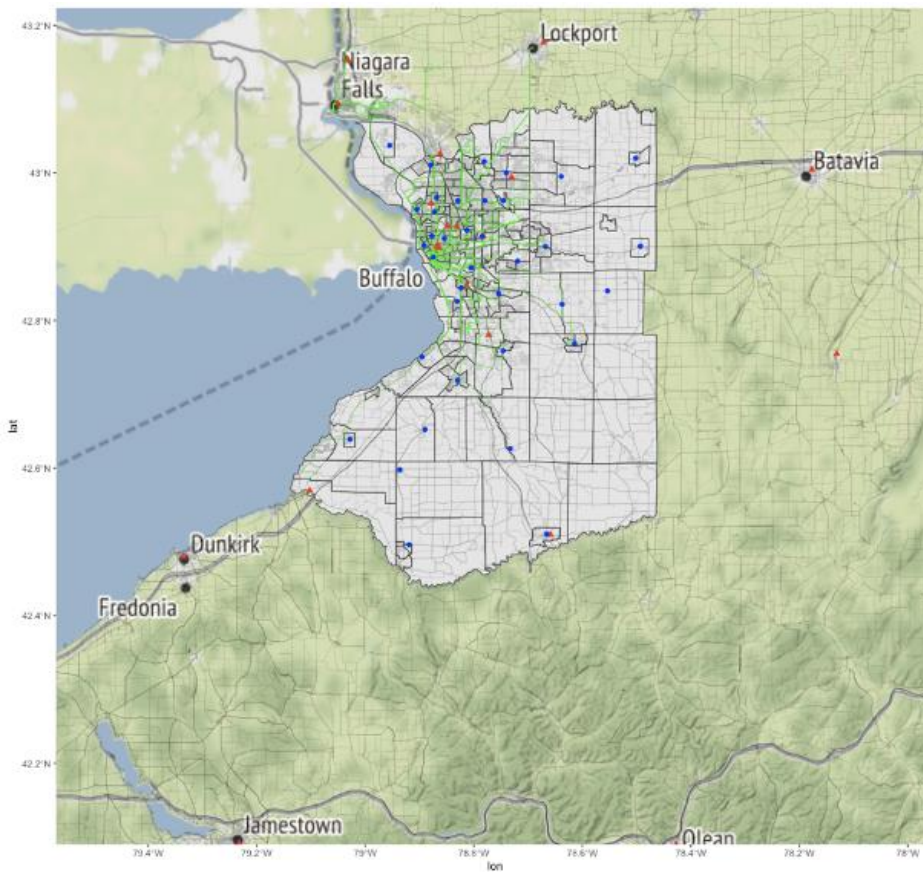 43.2°N
Lockport
Niagara
Falls
43°N
Batavia
Buffalo
42.8°N
lat
42.6°N
Dunkirk
Fredonia
42.4°N
42.2°N
Jamestown
Olean
79.4°W 79.2°W 79°W 78.8°W 78.6°W 78.4°W 78.2°W 78°W
lon